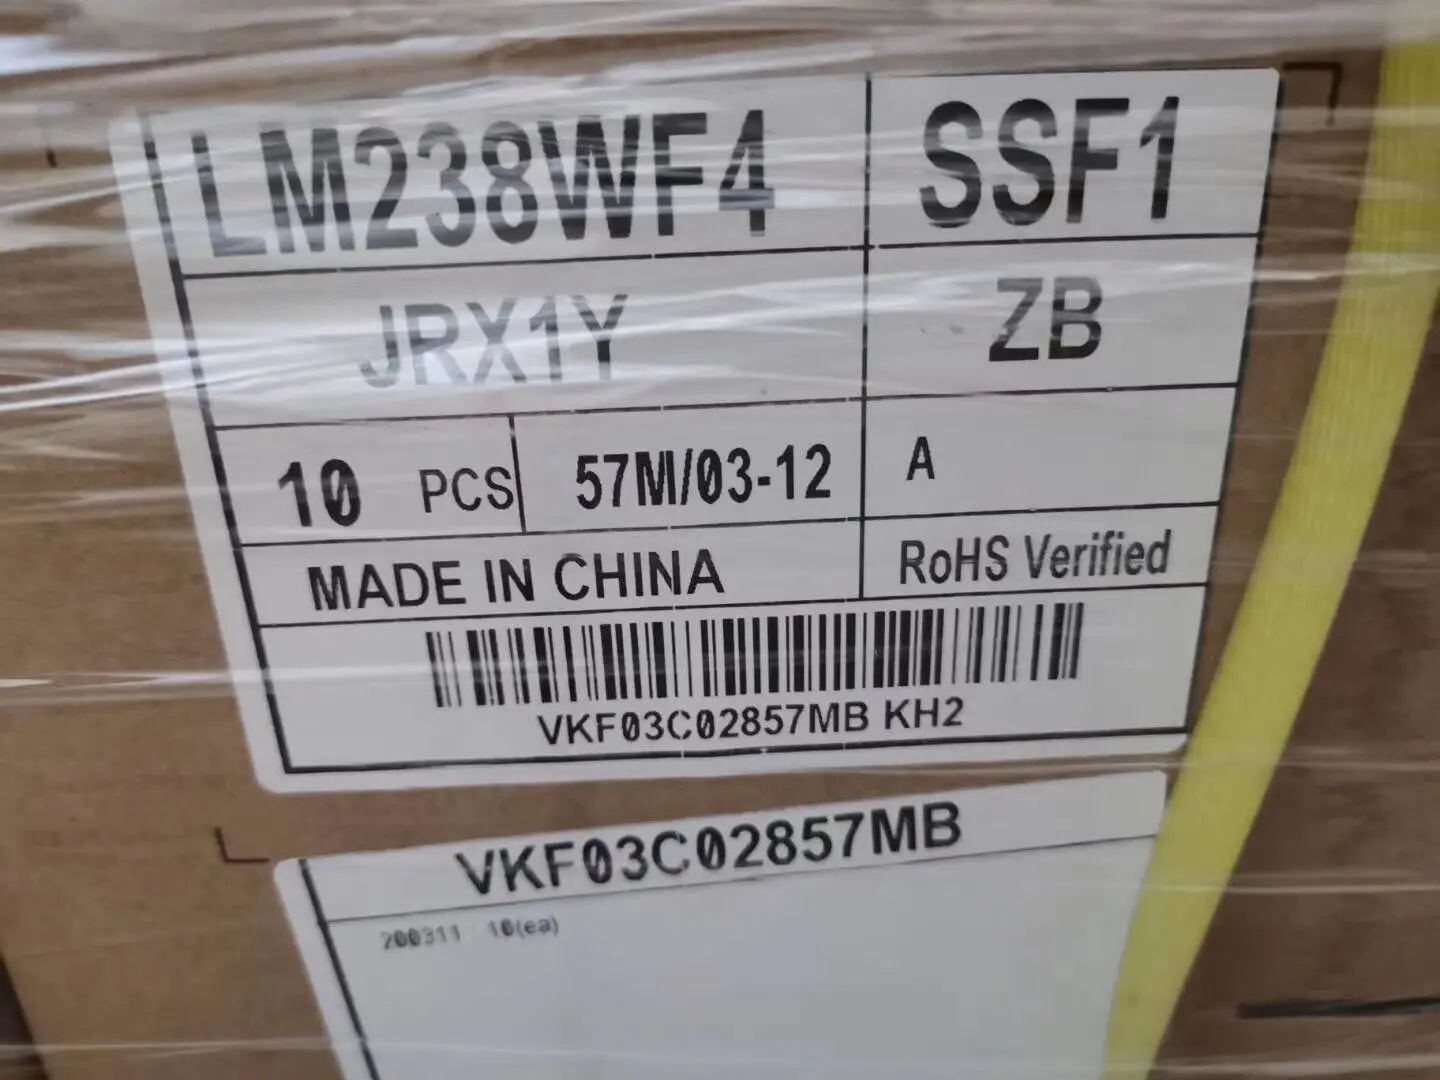 LM238WF4 SSF1
JRX1Y ZB
10 PCS 57M/03-12 A
MADE IN CHINA RoHS Verified
VKF03C02857MB KH2
VKF03C02857MB
200311 10(ea)